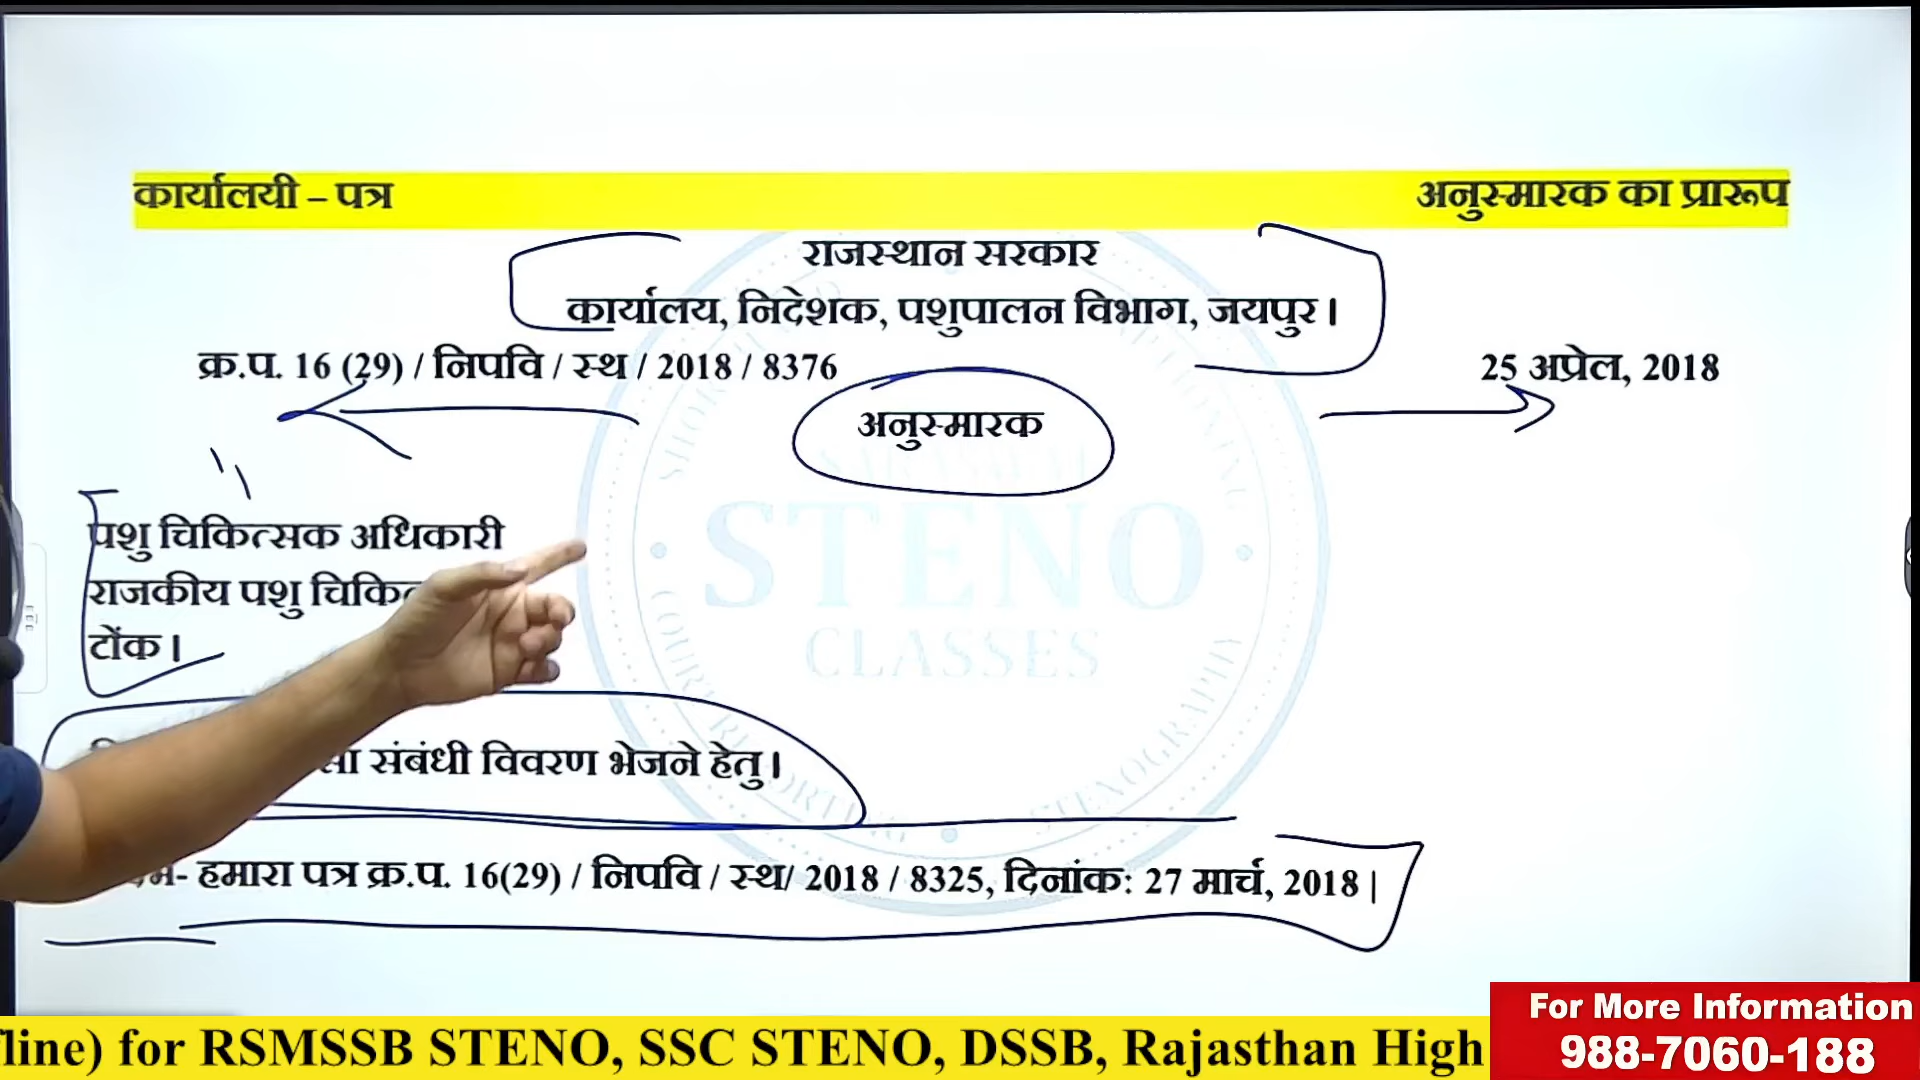 कार्यालयी – पत्र
अनुस्मारक का प्रारूप
राजस्थान सरकार
कार्यालय, निदेशक, पशुपालन विभाग, जयपुर।
क्र.प. 16 (29) / निपवि / स्थ / 2018 / 8376
25 अप्रेल, 2018
अनुस्मारक
पशु चिकित्सक अधिकारी
राजकीय पशु
टोंक।
संबंधी विवरण भेजने हेतु।
हमारा पत्र क्र.प. 16(29) / निपवि / स्थ/ 2018 / 8325, दिनांक: 27 मार्च, 2018 |
STENO
CLASSES
STENOGRAPHY
for RSMSSB STENO, SSC STENO, DSSB, Rajasthan High
For More Information
988-7060-188